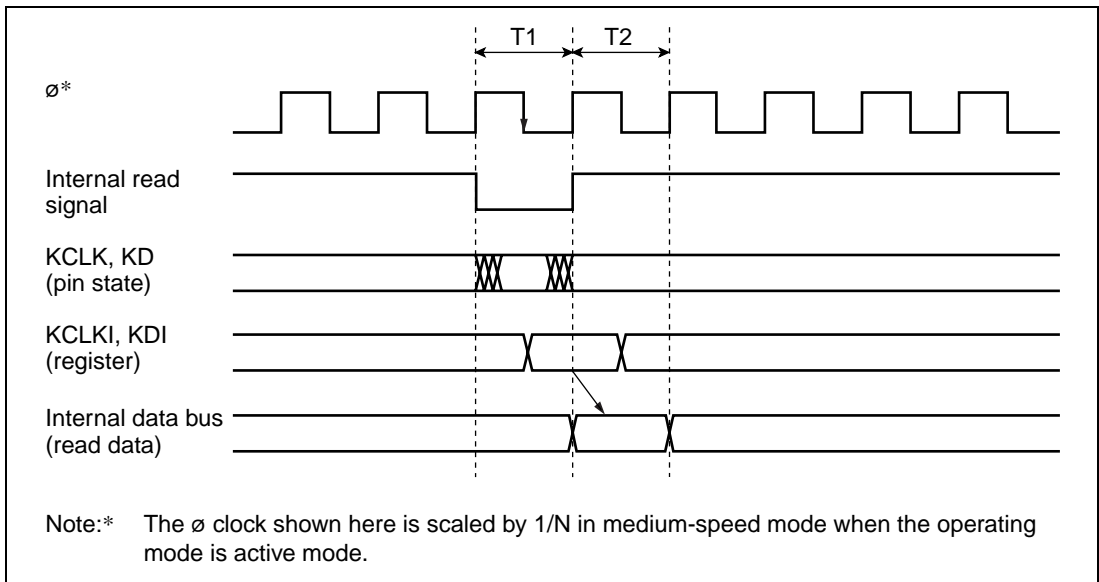 T1 T2
ø*
Internal read
signal
KCLK, KD
(pin state)
KCLKI, KDI
(register)
Internal data bus
(read data)
Note:* The ø clock shown here is scaled by 1/N in medium-speed mode when the operating
mode is active mode.